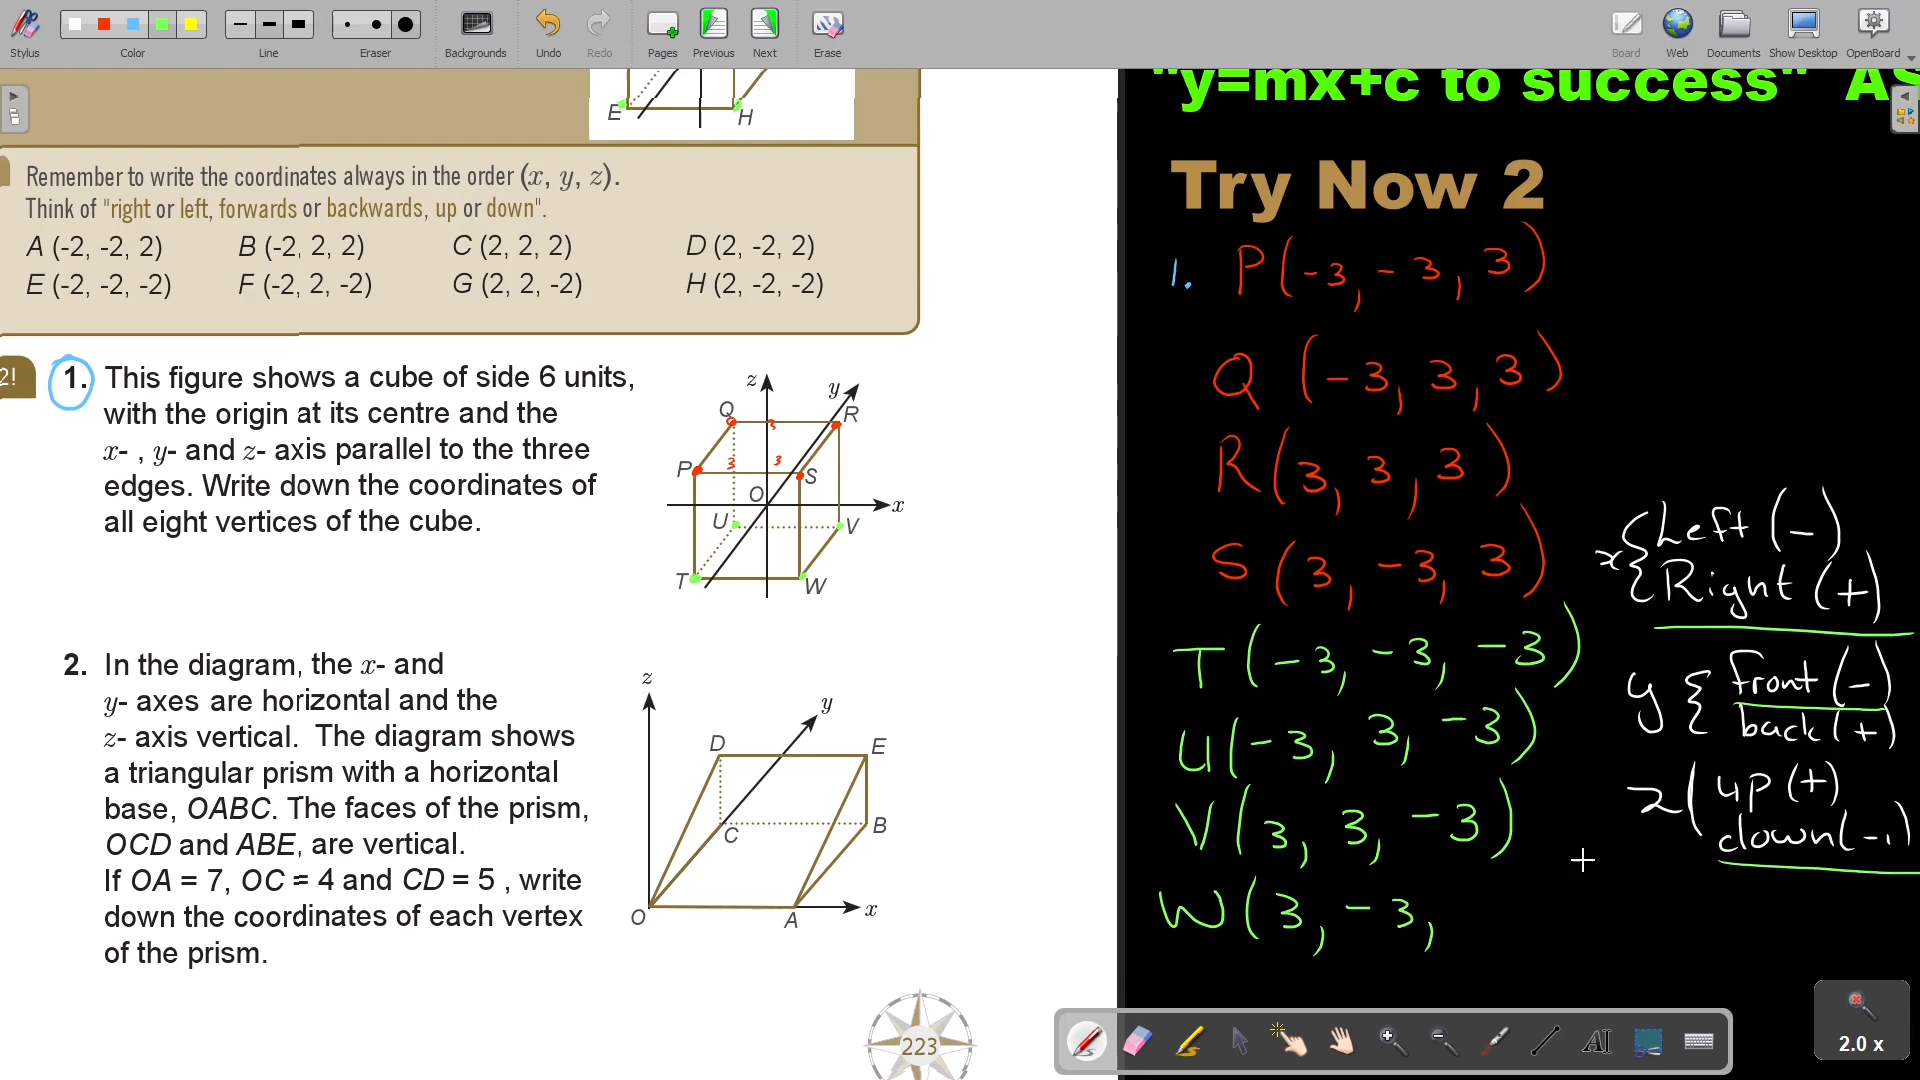 Stylus
Color
Line
Eraser
Backgrounds
Undo
Redo
Pages
Previous
Next
Erase
Board
Web
Documents
Show Desktop
OpenBoard
E
H
Remember to write the coordinates always in the order (x, y, z).
Think of "right or left, forwards or backwards, up or down".
A (-2, -2, 2) B (-2, 2, 2) C (2, 2, 2) D (2, -2, 2)
E (-2, -2, -2) F (-2, 2, -2) G (2, 2, -2) H (2, -2, -2)
2!
1. This figure shows a cube of side 6 units,
with the origin at its centre and the
x- , y- and z- axis parallel to the three
edges. Write down the coordinates of
all eight vertices of the cube.
z
y
Q
3
R
P
3
3
S
O
x
U
V
T
W
2. In the diagram, the x- and
y- axes are horizontal and the
z- axis vertical. The diagram shows
a triangular prism with a horizontal
base, OABC. The faces of the prism,
OCD and ABE, are vertical.
If OA = 7, OC = 4 and CD = 5 , write
down the coordinates of each vertex
of the prism.
z
y
D
E
C
B
O
A
x
223
"y=mx+c to success" AS
Try Now 2
1. P(-3, -3, 3)
Q (-3, 3, 3)
R(3, 3, 3)
S (3, -3, 3)
T(-3, -3, -3)
U(-3, 3, -3)
V(3, 3, -3)
W(3, -3,
x{Left (-)
Right (+)
y{front (-)
back (+)
z(up (+)
down(-)
AI
2.0 x